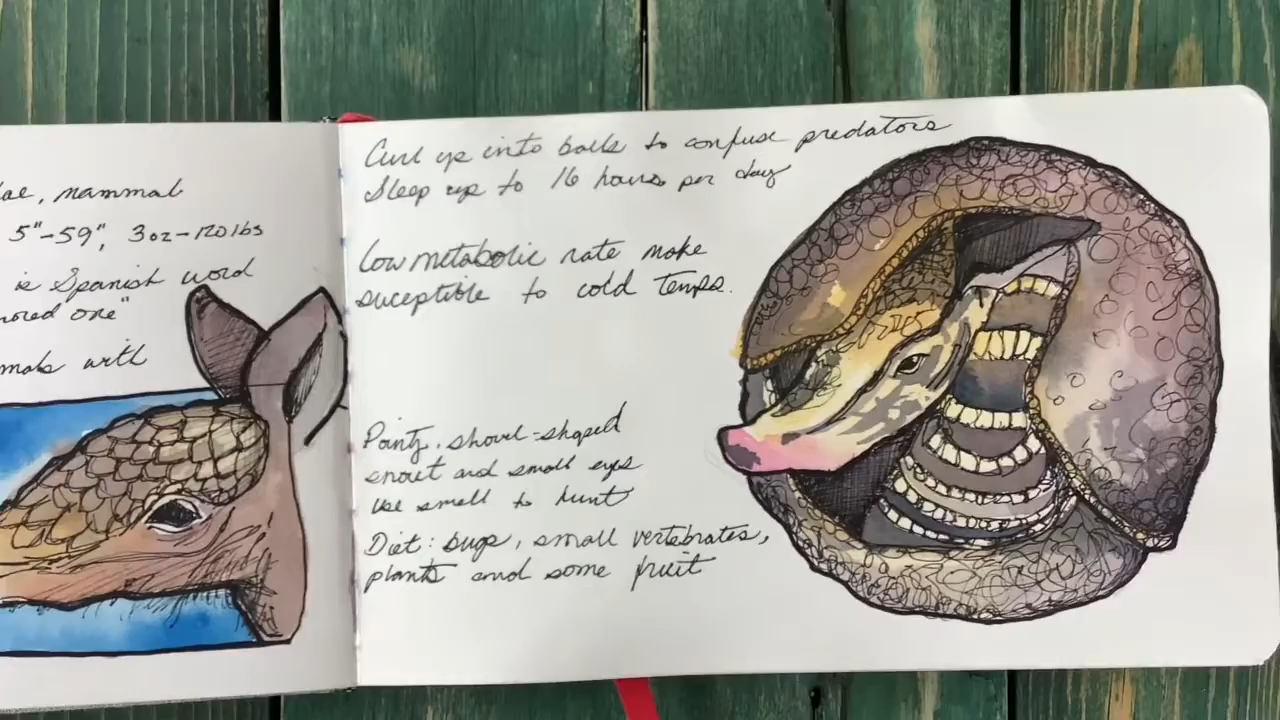 ae, mammal
5"-59", 3oz-120lbs
is Spanish word
mored one"
mals with
Curl up into balls to confuse predators
Sleep up to 16 hours per day
Low metabolic rate make
suceptible to cold temps.
Pointy, shovel-shaped
snout and small eyes
Use smell to hunt
Diet: bugs, small vertebrates,
plants and some fruit